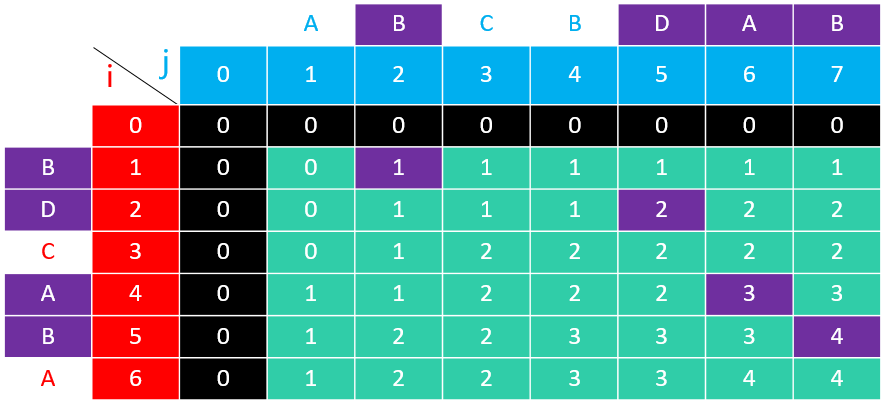 A B C B D A B
i j 0 1 2 3 4 5 6 7
0 0 0 0 0 0 0 0 0
B 1 0 0 1 1 1 1 1 1
D 2 0 0 1 1 1 2 2 2
C 3 0 0 1 2 2 2 2 2
A 4 0 1 1 2 2 2 3 3
B 5 0 1 2 2 3 3 3 4
A 6 0 1 2 2 3 3 4 4